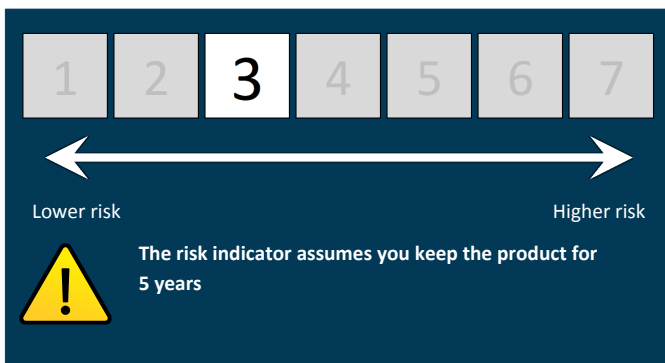 1 2 3 4 5 6 7
Lower risk Higher risk
The risk indicator assumes you keep the product for
5 years